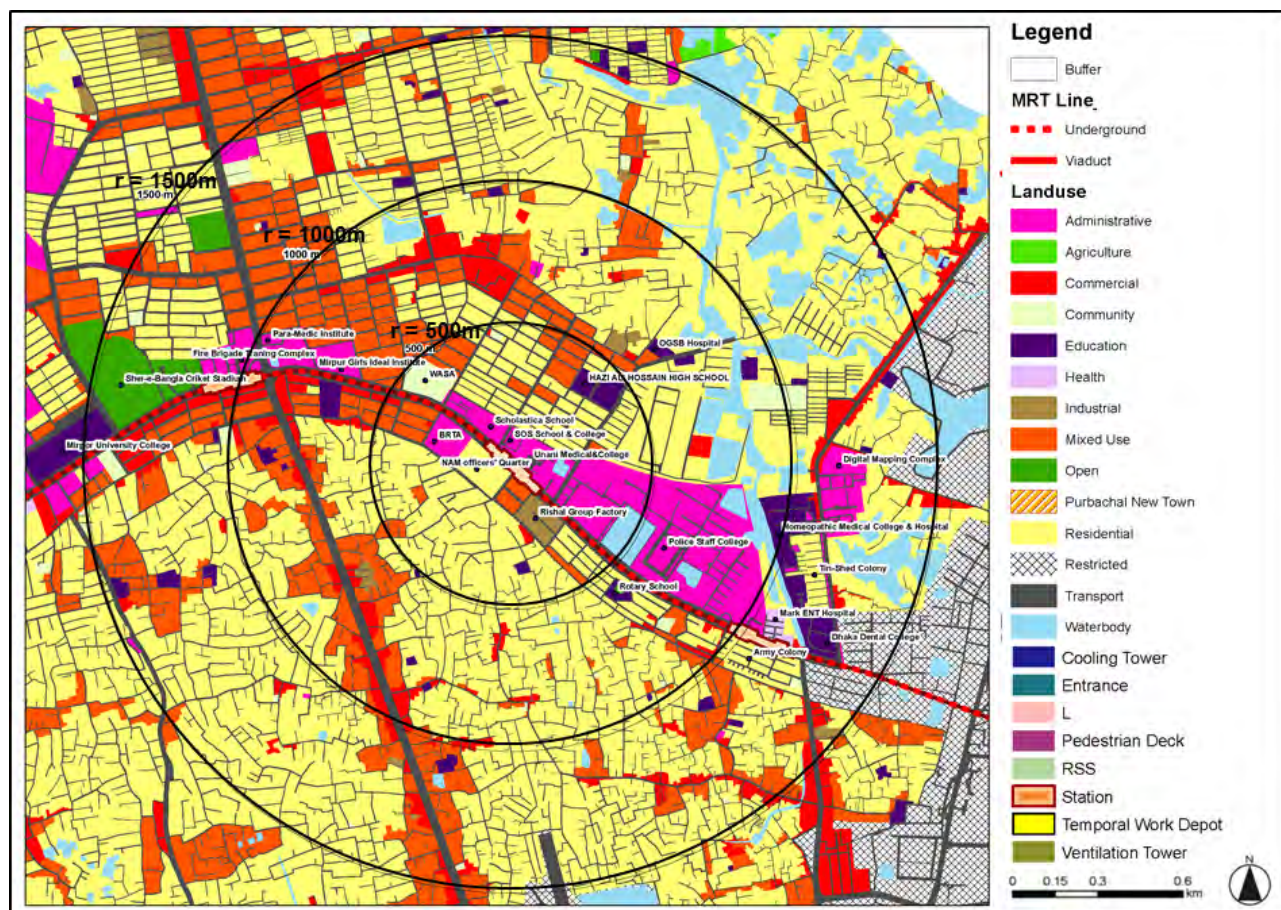 r = 1500m
1500 m
r = 1000m
1000 m
r = 500m
500 m
Para-Medic Institute
Fire Brigade Traning Complex
Mirpur Girls Ideal Institute
Sher-e-Bangla Criket Stadium
WASA
OGSB Hospital
HAZI ALI HOSSAIN HIGH SCHOOL
Scholastica School
BRTA
SOS School & College
Mirpur University College
Unani Medical&College
NAM officers' Quarter
Digital Mapping Complex
Rishal Group Factory
Homeopathic Medical College & Hospital
Police Staff College
Tin-Shed Colony
Rotary School
Mark ENT Hospital
Dhaka Dental College
Army Colony
Legend
Buffer
MRT Line
Underground
Viaduct
Landuse
Administrative
Agriculture
Commercial
Community
Education
Health
Industrial
Mixed Use
Open
Purbachal New Town
Residential
Restricted
Transport
Waterbody
Cooling Tower
Entrance
L
Pedestrian Deck
RSS
Station
Temporal Work Depot
Ventilation Tower
N
0 0.15 0.3 0.6
km